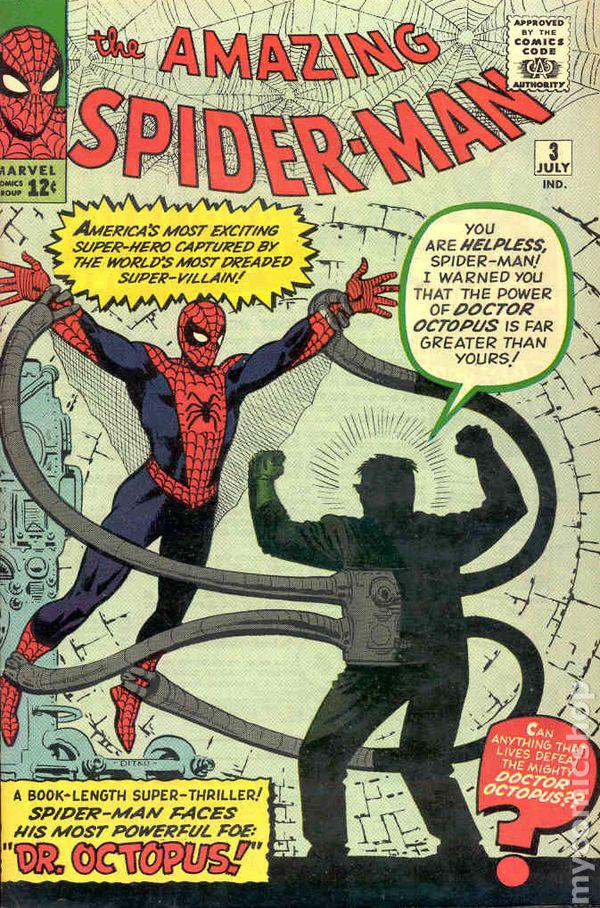 the AMAZING
SPIDER-MAN
APPROVED
BY THE
COMICS
CODE
CA
AUTHORITY
MARVEL
COMICS
GROUP 12¢
3
JULY
IND.
AMERICA'S MOST EXCITING
SUPER-HERO CAPTURED BY
THE WORLD'S MOST DREADED
SUPER-VILLAIN!
YOU
ARE HELPLESS,
SPIDER-MAN!
I WARNED YOU
THAT THE POWER
OF DOCTOR
OCTOPUS IS FAR
GREATER THAN
YOURS!
-DITKO-
CAN
ANYTHING THAT
LIVES DEFEAT
THE MIGHTY
DOCTOR
OCTOPUS??
?
A BOOK-LENGTH SUPER-THRILLER!
SPIDER-MAN FACES
HIS MOST POWERFUL FOE:
"DR. OCTOPUS!"
mycomicshop